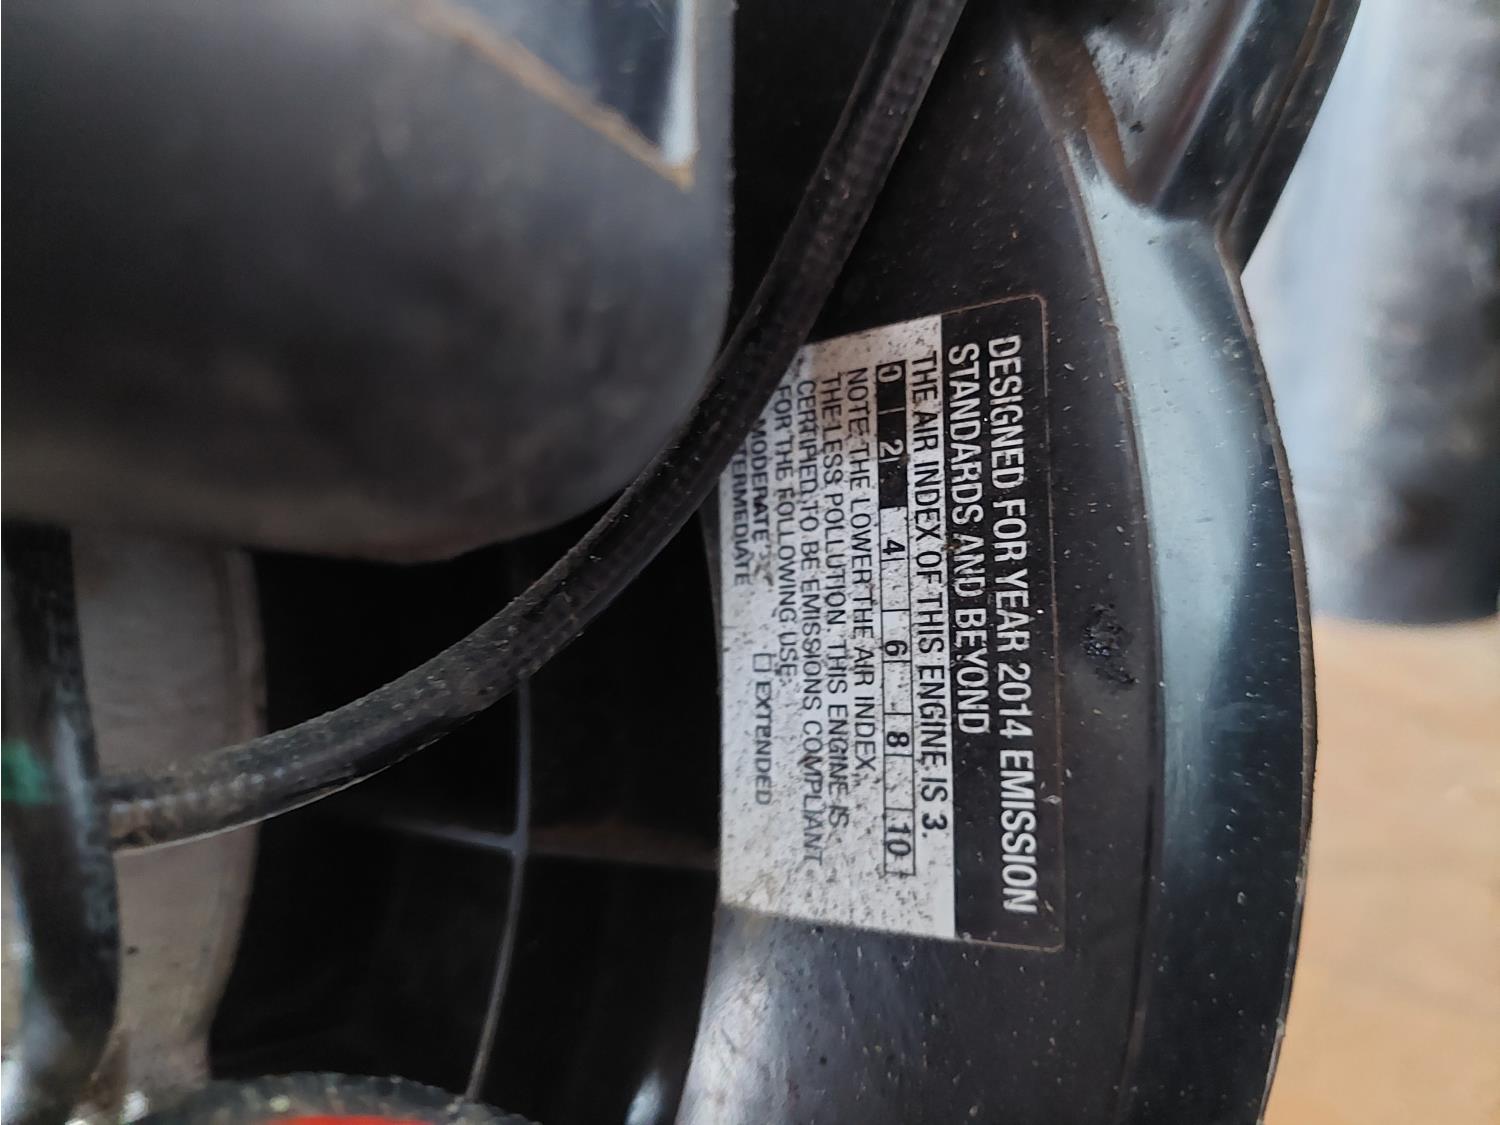 DESIGNED FOR YEAR 2014 EMISSION
STANDARDS AND BEYOND
THE AIR INDEX OF THIS ENGINE IS 3.
0 2 4 6 8 10
NOTE: THE LOWER THE AIR INDEX,
THE LESS POLLUTION. THIS ENGINE IS
CERTIFIED TO BE EMISSIONS COMPLIANT
FOR THE FOLLOWING USE:
MODERATE ☐ EXTENDED